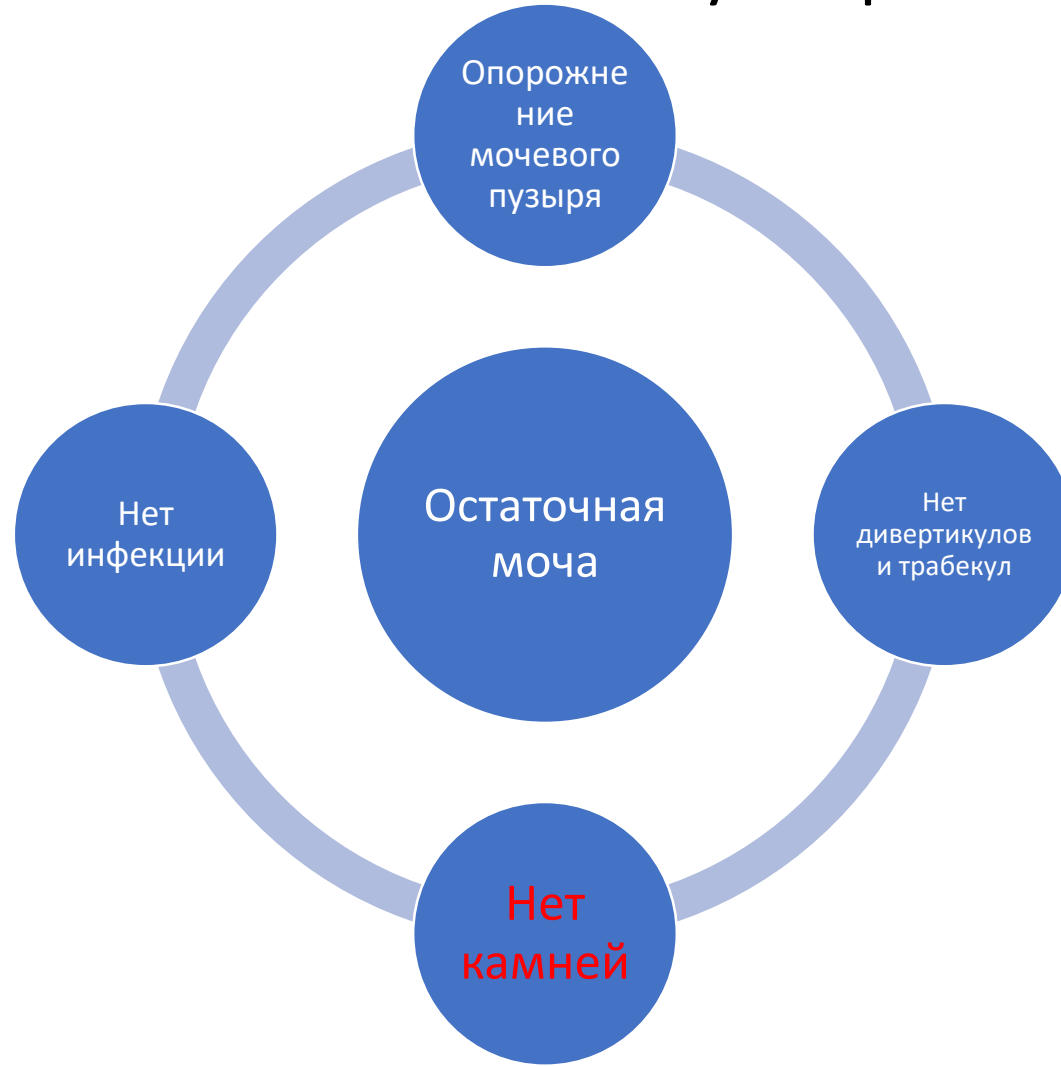 Опорожне
ние
мочевого
пузыря
Нет
инфекции
Остаточная
моча
Нет
дивертикулов
и трабекул
Нет
камней